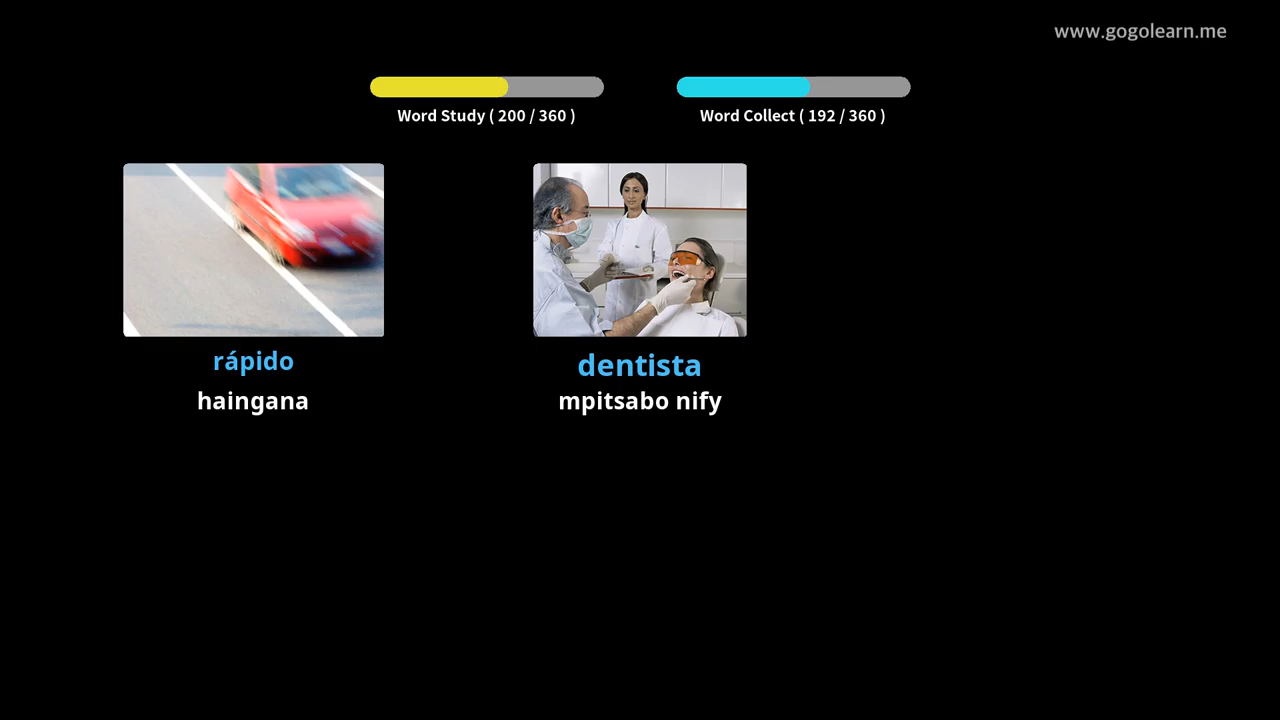 www.gogolearn.me
Word Study ( 200 / 360 )
Word Collect ( 192 / 360 )
rápido
haingana
dentista
mpitsabo nify